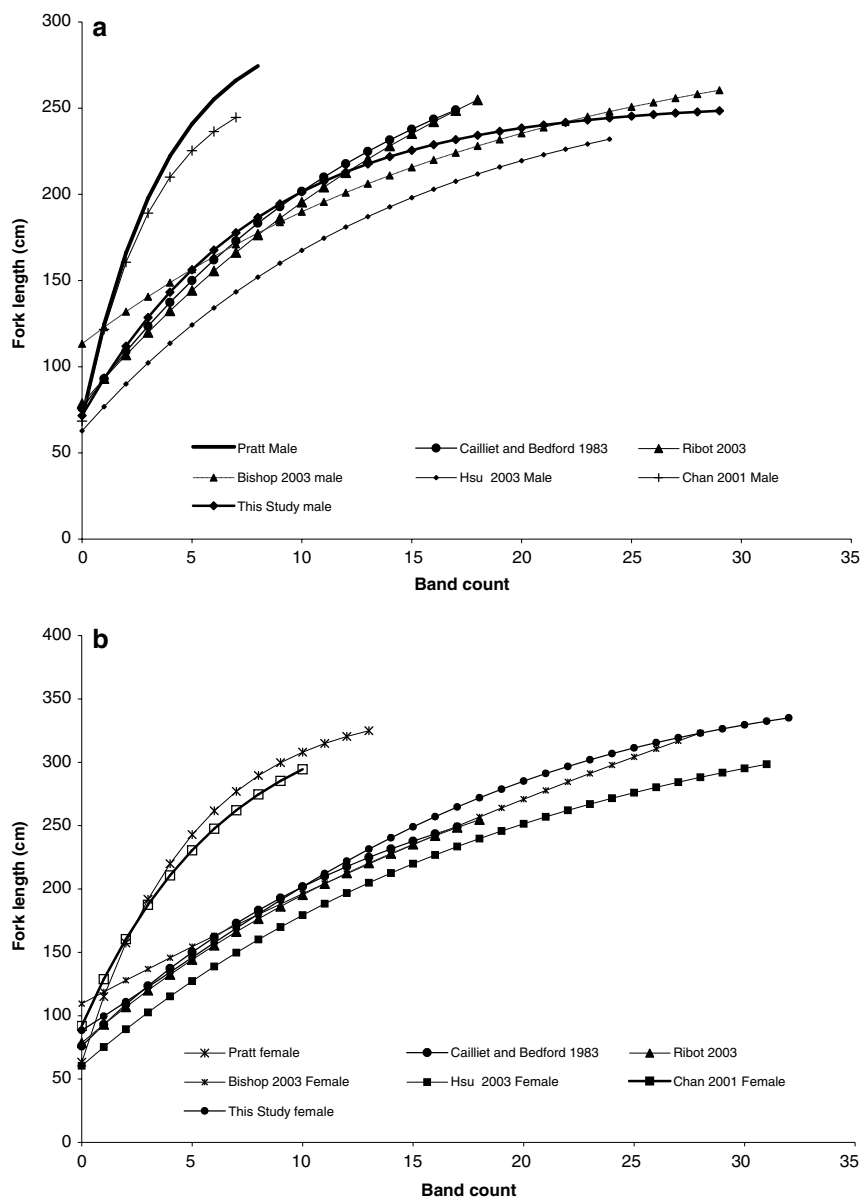 a
300
250
200
150
100
50
0
Fork length (cm)
Pratt Male
Cailliet and Bedford 1983
Ribot 2003
Bishop 2003 male
Hsu 2003 Male
Chan 2001 Male
This Study male
0 5 10 15 20 25 30 35
Band count
b
400
350
300
250
200
150
100
50
0
Fork length (cm)
Pratt female
Cailliet and Bedford 1983
Ribot 2003
Bishop 2003 Female
Hsu 2003 Female
Chan 2001 Female
This Study female
0 5 10 15 20 25 30 35
Band count